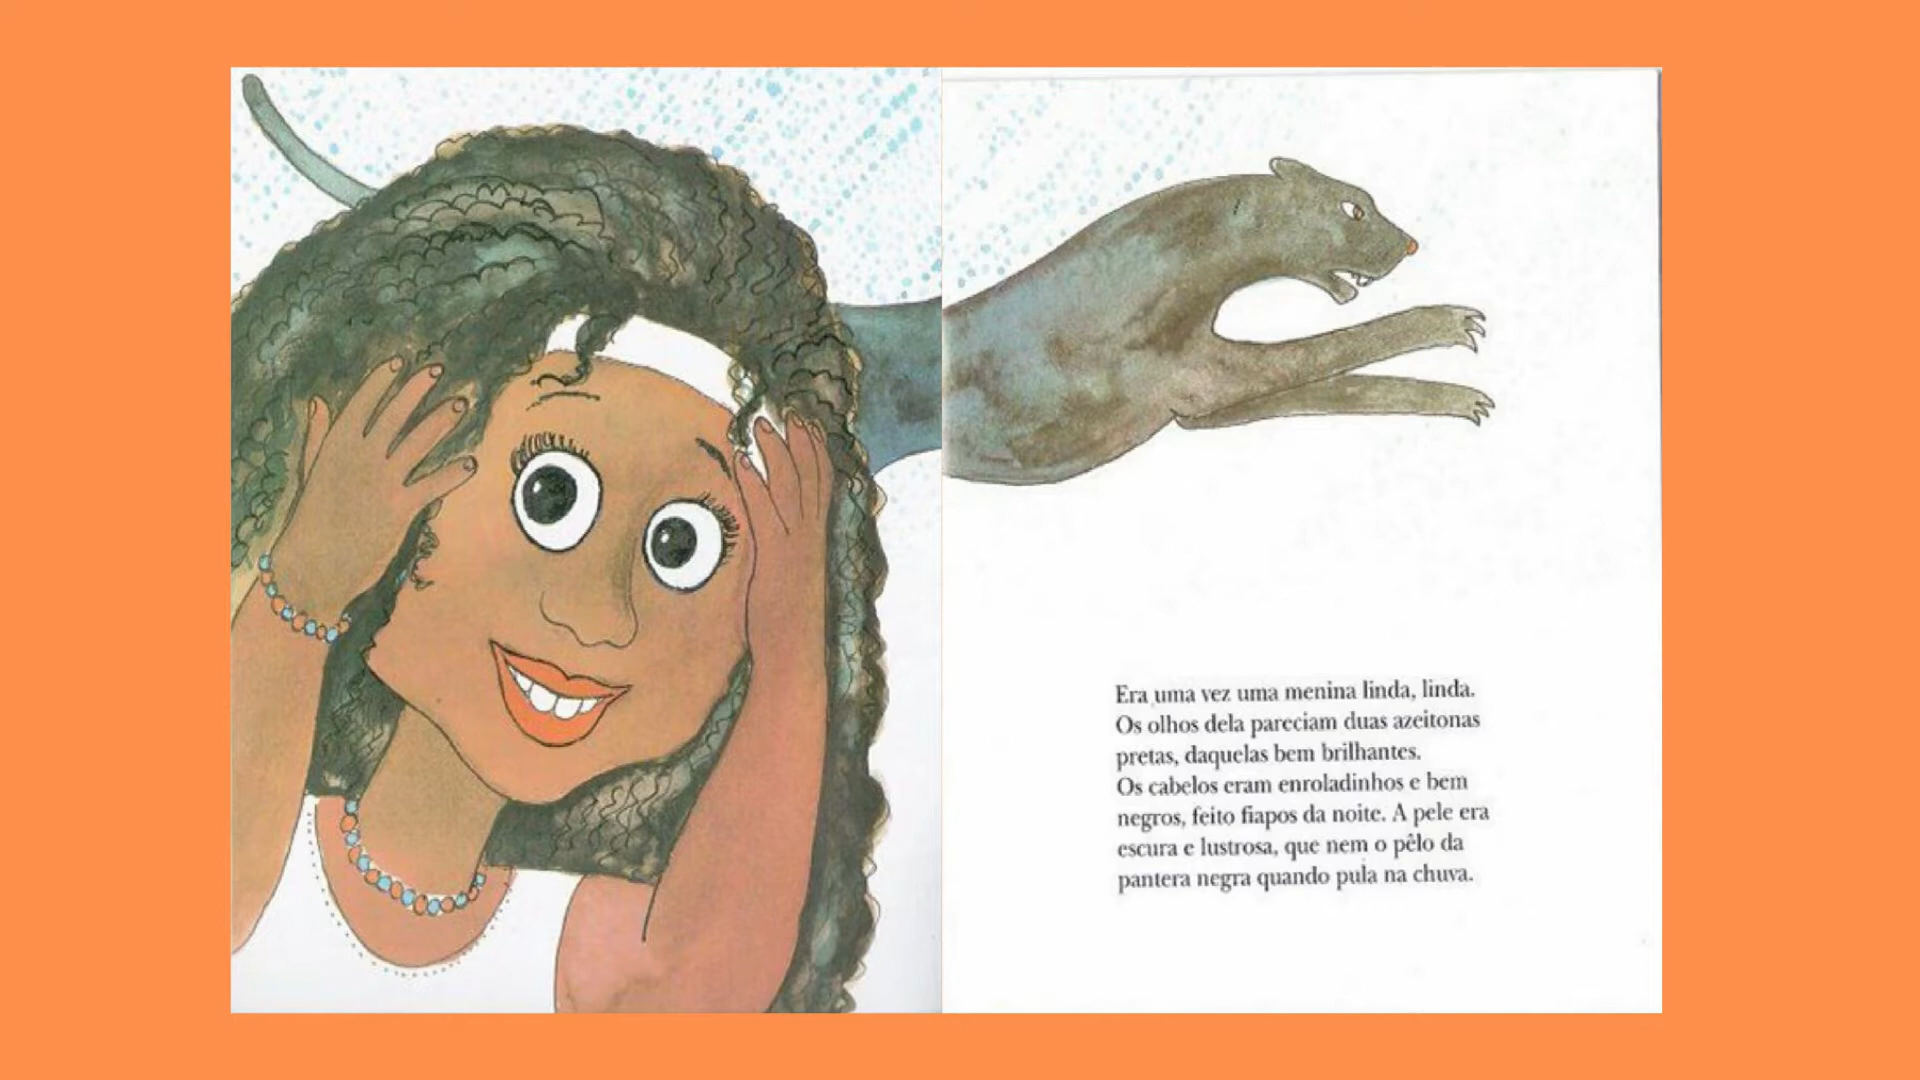 Era uma vez uma menina linda, linda.
Os olhos dela pareciam duas azeitonas
pretas, daquelas bem brilhantes.
Os cabelos eram enroladinhos e bem
negros, feito fiapos da noite. A pele era
escura e lustrosa, que nem o pêlo da
pantera negra quando pula na chuva.